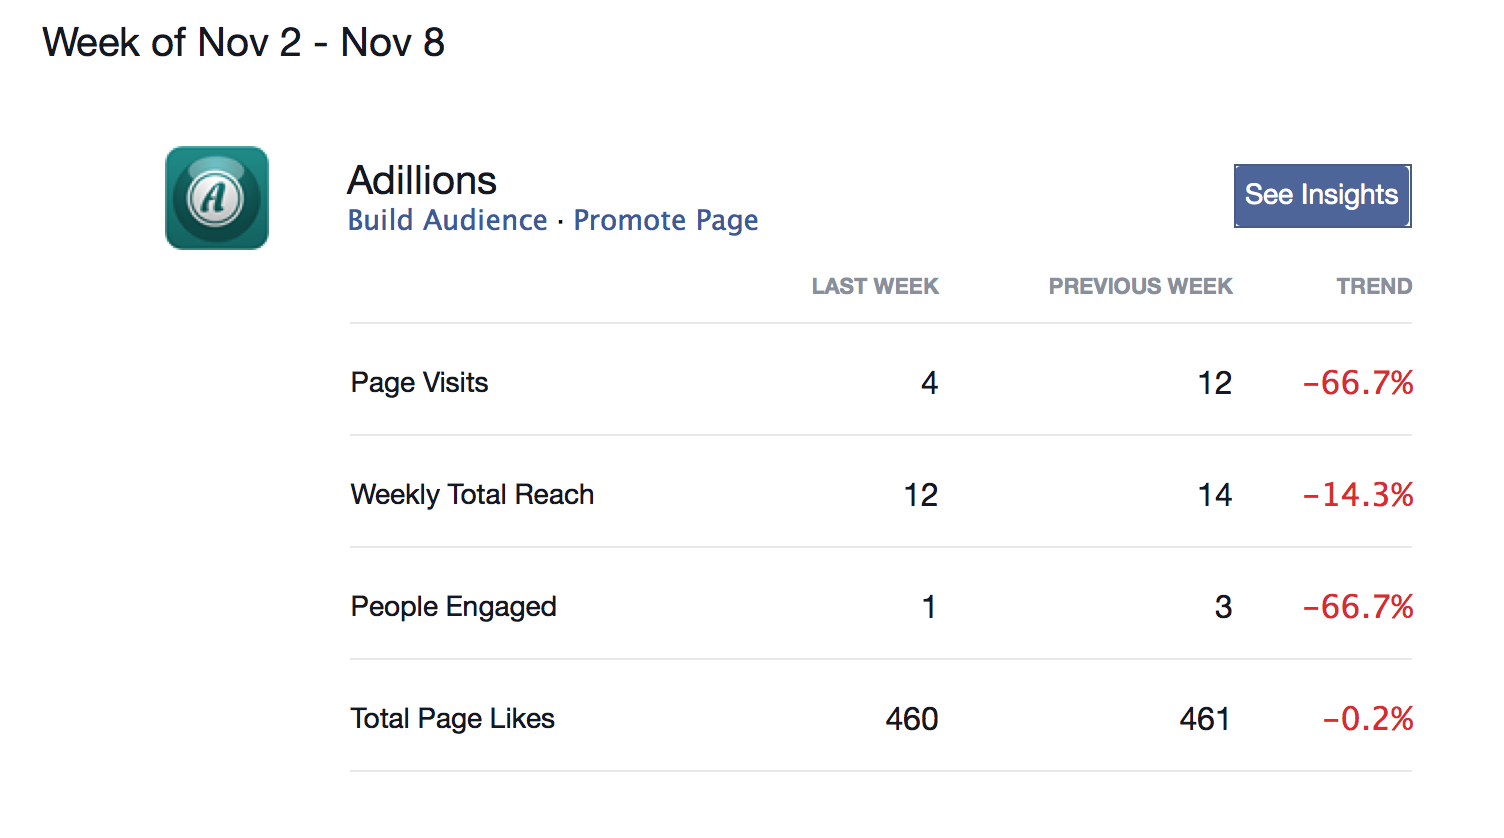 Week of Nov 2 - Nov 8
A
Adillions
Build Audience · Promote Page
See Insights
LAST WEEK PREVIOUS WEEK TREND
Page Visits 4 12 -66.7%
Weekly Total Reach 12 14 -14.3%
People Engaged 1 3 -66.7%
Total Page Likes 460 461 -0.2%